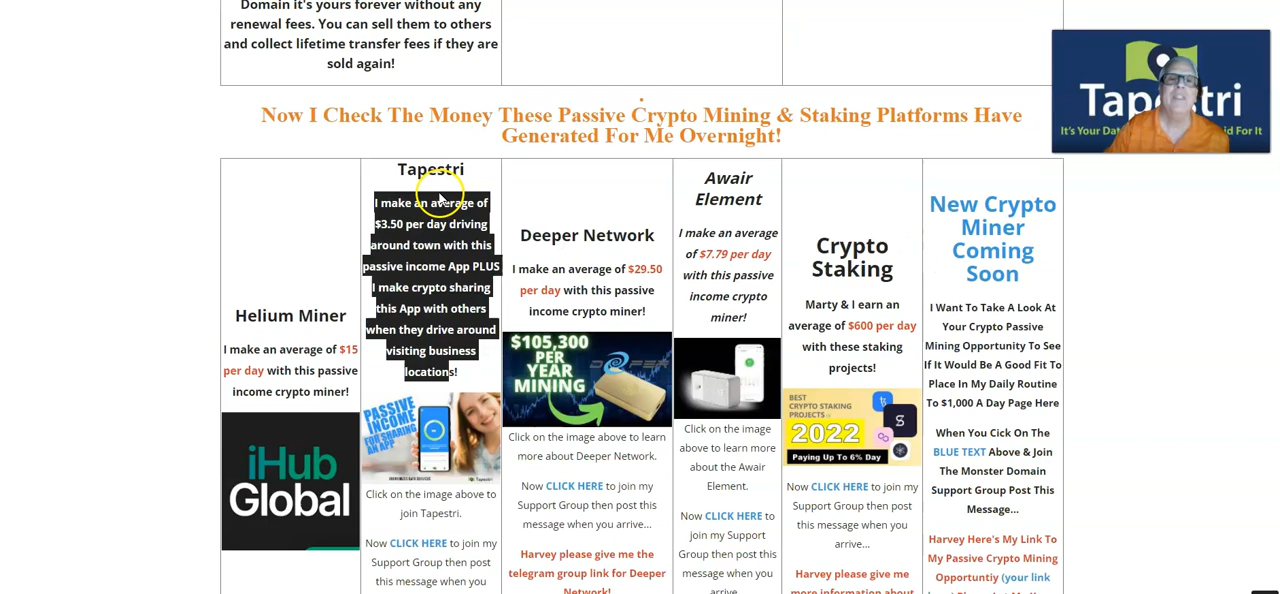 Domain it's yours forever without any
renewal fees. You can sell them to others
and collect lifetime transfer fees if they are
sold again!
Now I Check The Money These Passive Crypto Mining & Staking Platforms Have
Generated For Me Overnight!
Helium Miner
I make an average of $15
per day with this passive
income crypto miner!
iHub
Global
Tapestri
I make an average of
$3.50 per day driving
around town with this
passive income App PLUS
I make crypto sharing
this App with others
when they drive around
visiting business
locations!
PASSIVE
INCOME
FOR SHARING
AN APP
Tapestri
Click on the image above to
join Tapestri.
Now CLICK HERE to join my
Support Group then post
this message when you
Deeper Network
I make an average of $29.50
per day with this passive
income crypto miner!
$105,300
PER
YEAR
MINING
Click on the image above to learn
more about Deeper Network.
Now CLICK HERE to join my
Support Group then post this
message when you arrive...
Harvey please give me the
telegram group link for Deeper
Network!
Awair
Element
I make an average
of $7.79 per day
with this passive
income crypto
miner!
Click on the image
above to learn more
about the Awair
Element.
Now CLICK HERE to
join my Support
Group then post
this message when
you
arrive...
Crypto
Staking
Marty & I earn an
average of $600 per day
with these staking
projects!
BEST
CRYPTO STAKING
PROJECTS
2022
Paying Up To 6% Day
Now CLICK HERE to join my
Support Group then post
this message when you
arrive...
Harvey please give me
more information about
New Crypto
Miner
Coming
Soon
I Want To Take A Look At
Your Crypto Passive
Mining Opportunity To See
If It Would Be A Good Fit To
Place In My Daily Routine
To $1,000 A Day Page Here
When You Cick On The
BLUE TEXT Above & Join
The Monster Domain
Support Group Post This
Message...
Harvey Here's My Link To
My Passive Crypto Mining
Opportuntiy (your link
It's Your Data
id For It